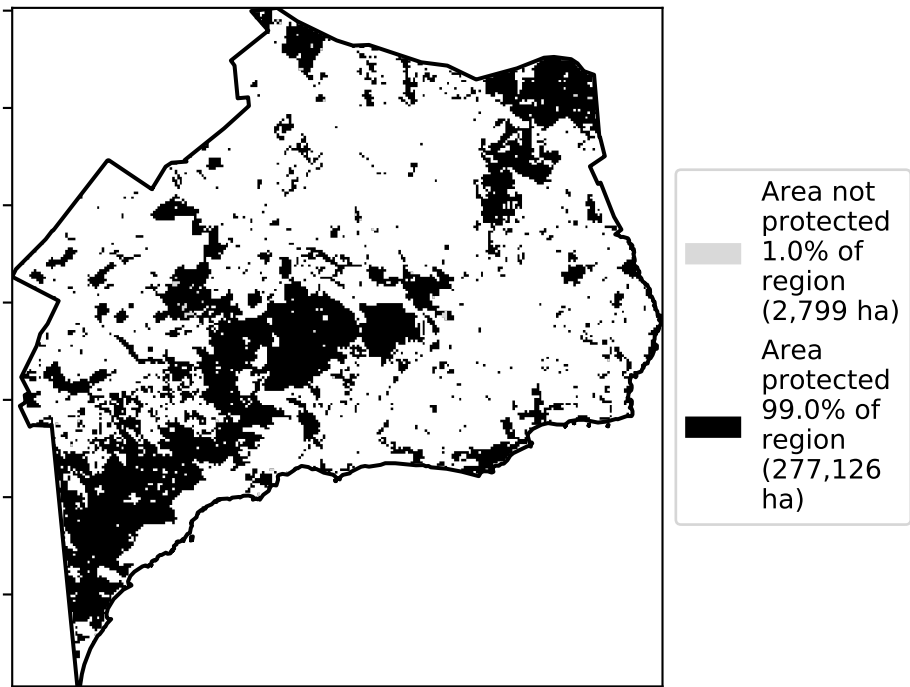 Area not
protected
1.0% of
region
(2,799 ha)
Area
protected
99.0% of
region
(277,126
ha)